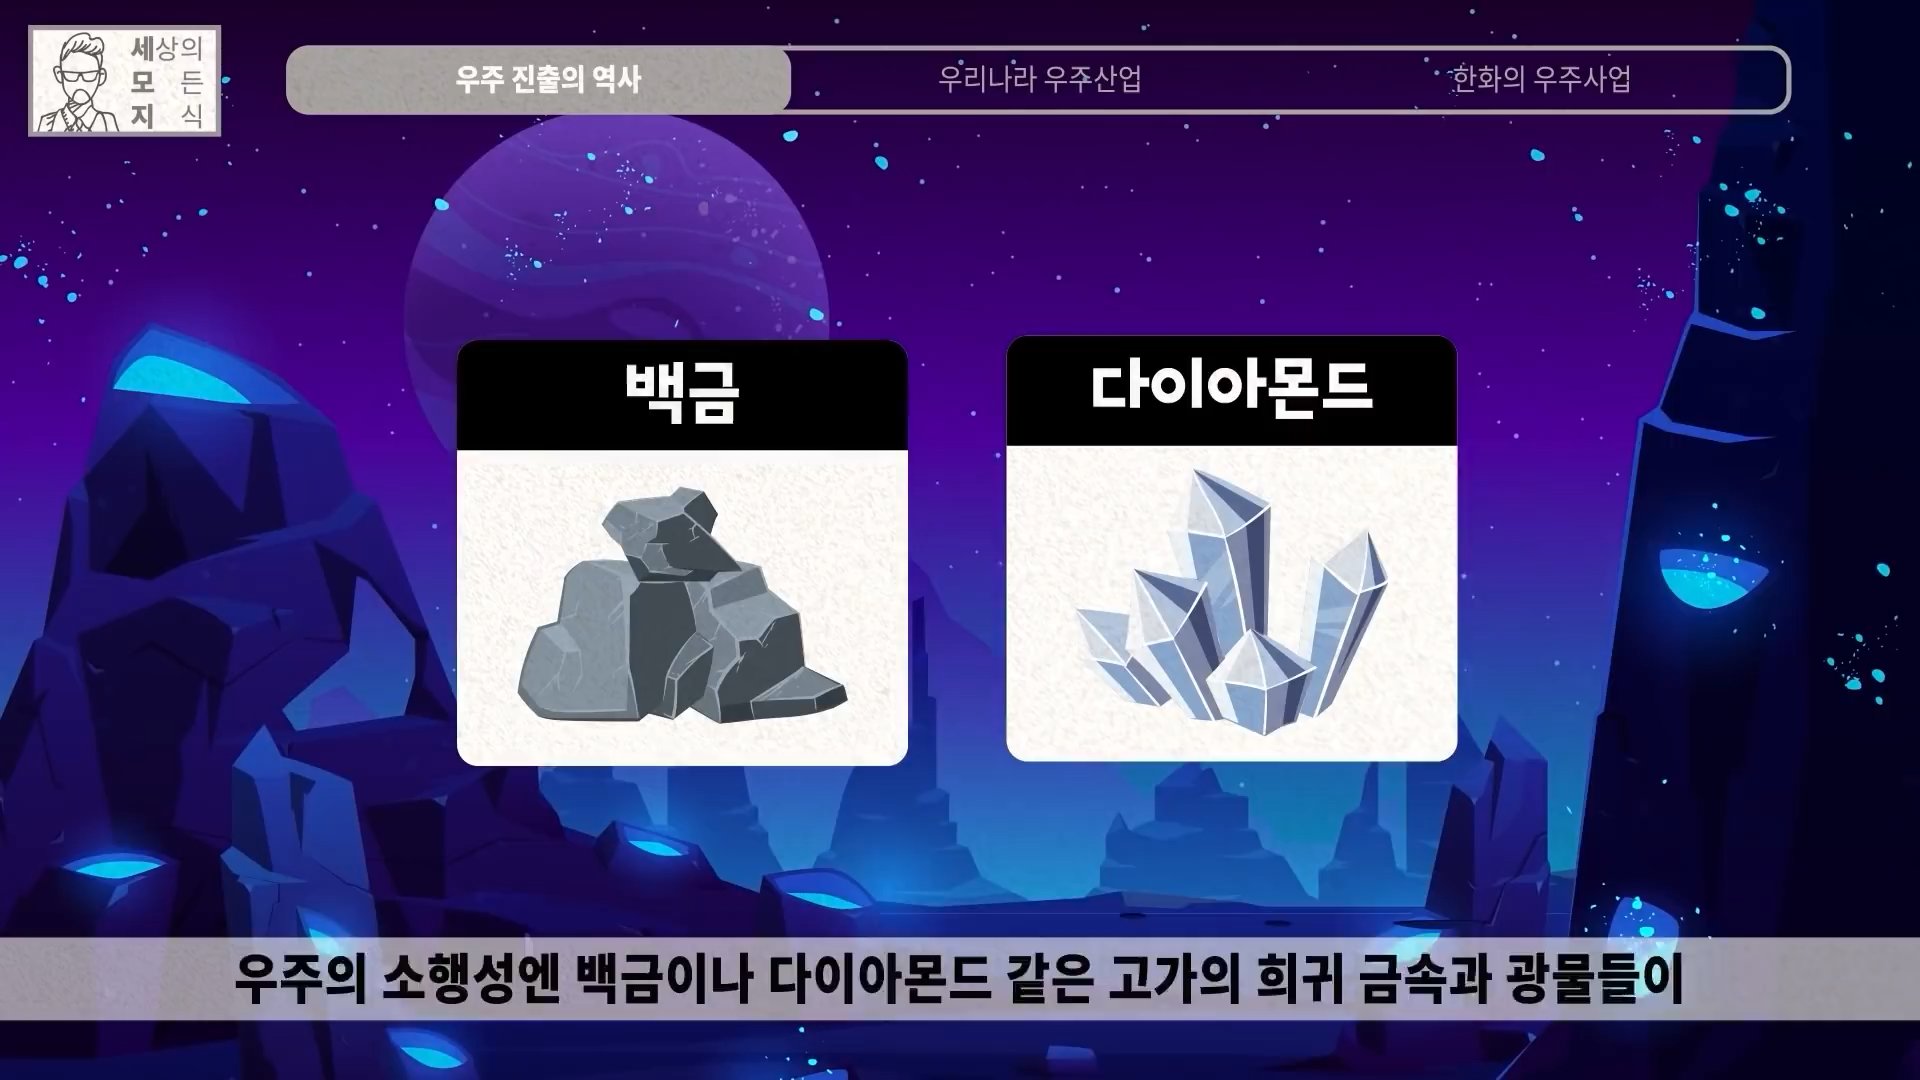 세상의
모든
지식
우주 진출의 역사
우리나라 우주산업
한화의 우주사업
백금
다이아몬드
우주의 소행성엔 백금이나 다이아몬드 같은 고가의 희귀 금속과 광물들이